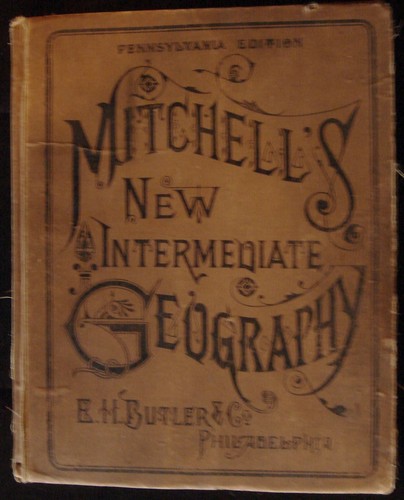 PENNSYLVANIA EDITION
MITCHELL'S
NEW
INTERMEDIATE
GEOGRAPHY
E.H. BUTLER & Co.
PHILADELPHIA